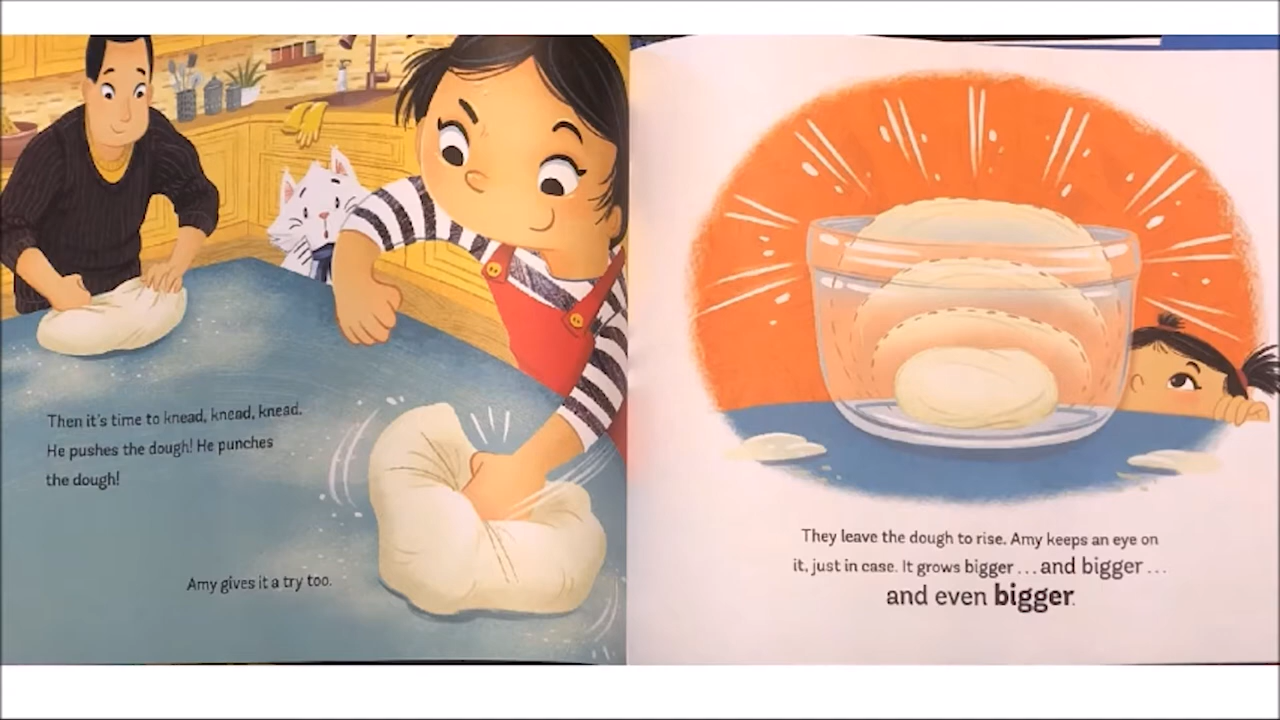 Then it's time to knead, knead, knead.
He pushes the dough! He punches
the dough!
Amy gives it a try too.
They leave the dough to rise. Amy keeps an eye on
it, just in case. It grows bigger . . . and bigger . . .
and even bigger.